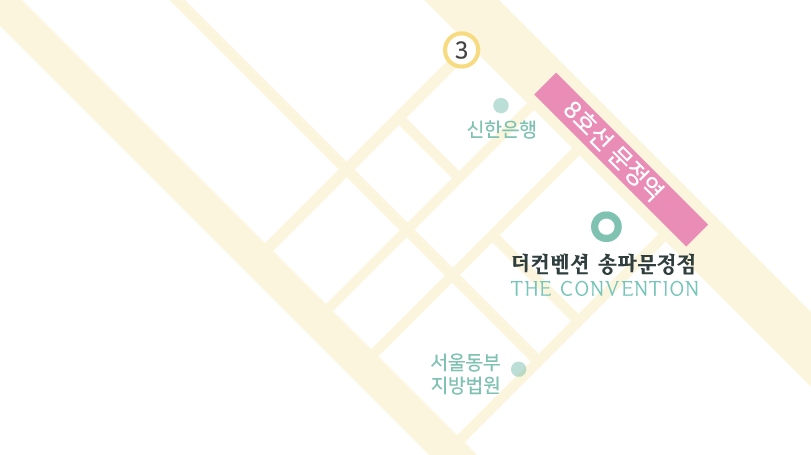 3
신한은행
8호선 문정역
더컨벤션 송파문정점
THE CONVENTION
서울동부
지방법원